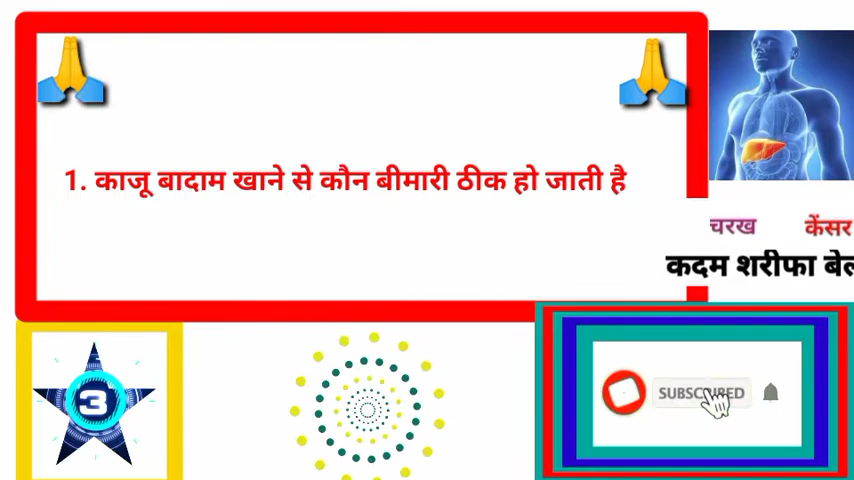 1. काजू बादाम खाने से कौन बीमारी ठीक हो जाती है
चरख केंसर
कदम शरीफा
3
SUBSCRIBED